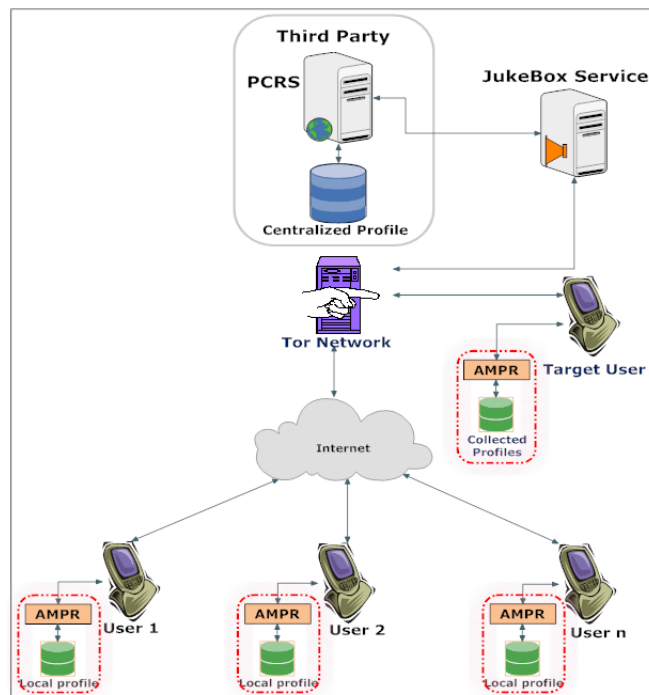 Third Party
PCRS
JukeBox Service
Centralized Profile
Tor Network
AMPR
Target User
Collected
Profiles
Internet
AMPR
User 1
AMPR
User 2
AMPR
User n
Local profile
Local profile
Local profile